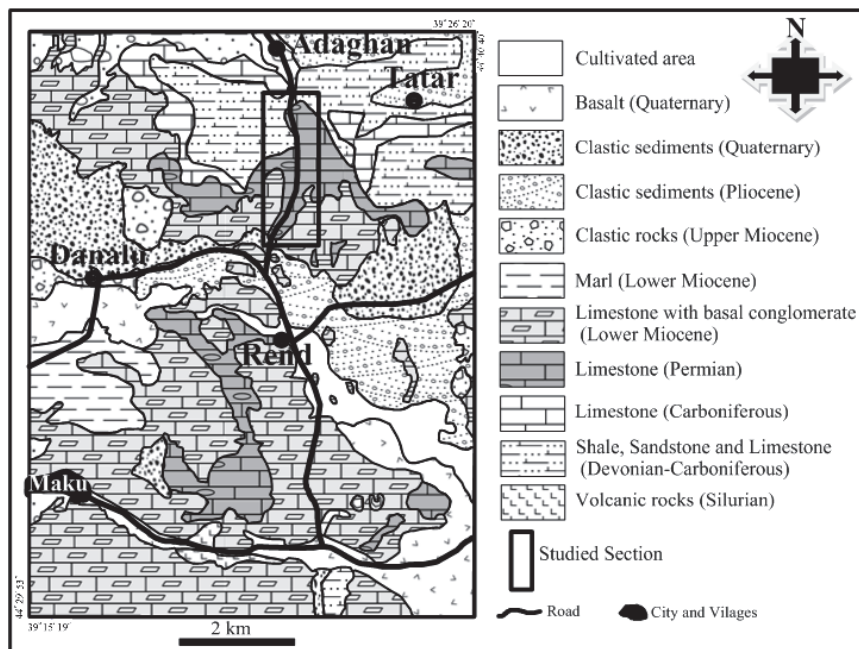 39° 26' 20"
Adaghan
Tatar
Danalu
Rend
Maku
44° 29' 53"
39° 15' 19"
2 km
N
Cultivated area
Basalt (Quaternary)
Clastic sediments (Quaternary)
Clastic sediments (Pliocene)
Clastic rocks (Upper Miocene)
Marl (Lower Miocene)
Limestone with basal conglomerate
(Lower Miocene)
Limestone (Permian)
Limestone (Carboniferous)
Shale, Sandstone and Limestone
(Devonian-Carboniferous)
Volcanic rocks (Silurian)
Studied Section
Road
City and Vilages